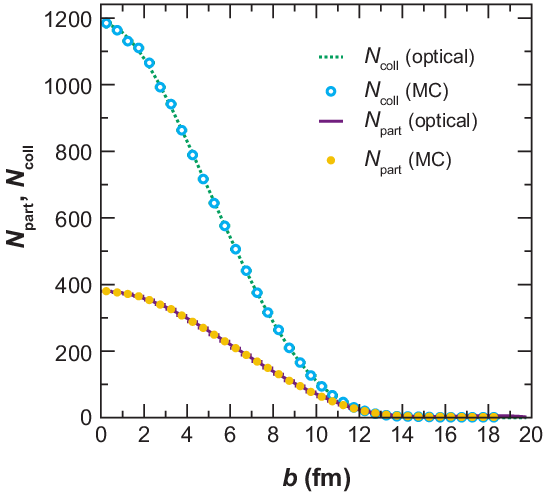 1200
1000
800
600
400
200
0
N_part, N_coll
N_coll (optical)
N_coll (MC)
N_part (optical)
N_part (MC)
0 2 4 6 8 10 12 14 16 18 20
b (fm)